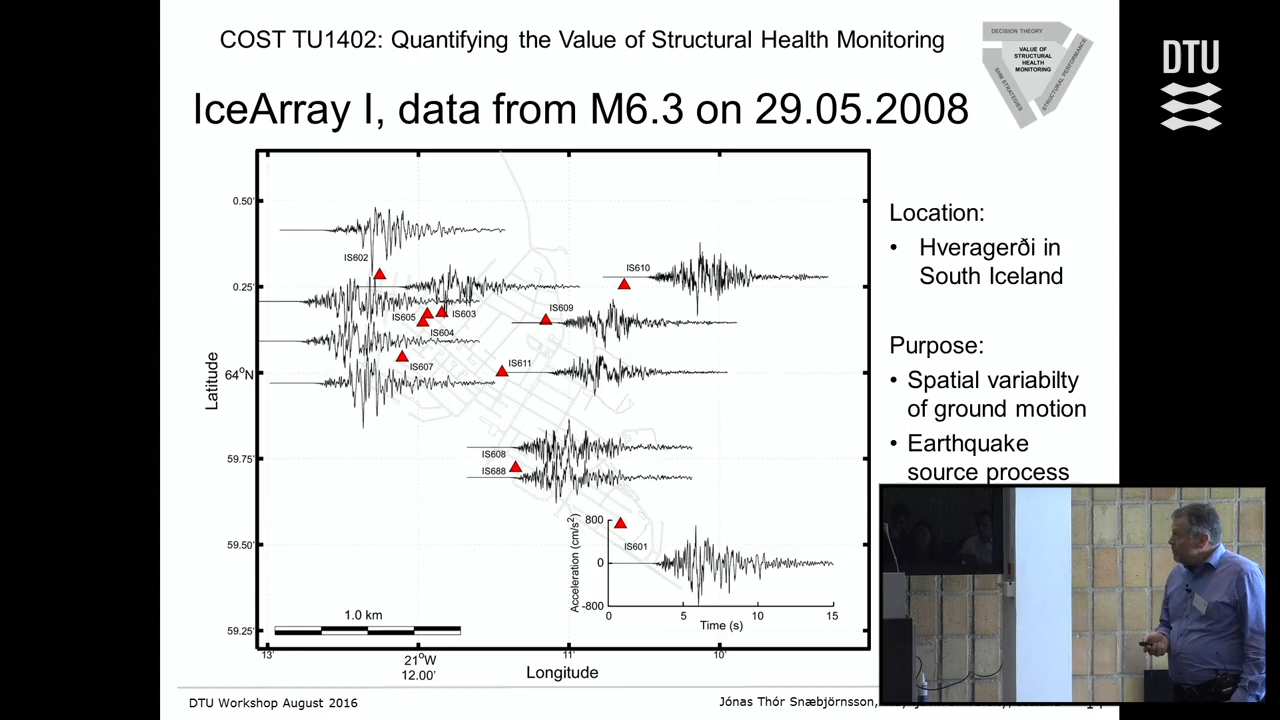 COST TU1402: Quantifying the Value of Structural Health Monitoring
DECISION THEORY
VALUE OF
STRUCTURAL
HEALTH
MONITORING
SHM STRATEGIES
STRUCTURAL PERFORMANCE
DTU
IceArray I, data from M6.3 on 29.05.2008
0.50'
0.25'
64°N
59.75'
59.50'
59.25'
Latitude
IS602
IS610
IS609
IS605
IS603
IS604
IS607
IS611
IS608
IS688
IS601
Acceleration (cm/s²)
800
0
-800
0
5
10
15
Time (s)
1.0 km
13'
21°W
12.00'
11'
10'
Longitude
Location:
• Hveragerði in
South Iceland
Purpose:
• Spatial variabilty
of ground motion
• Earthquake
source process
DTU Workshop August 2016
Jónas Thór Snæbjörnsson,